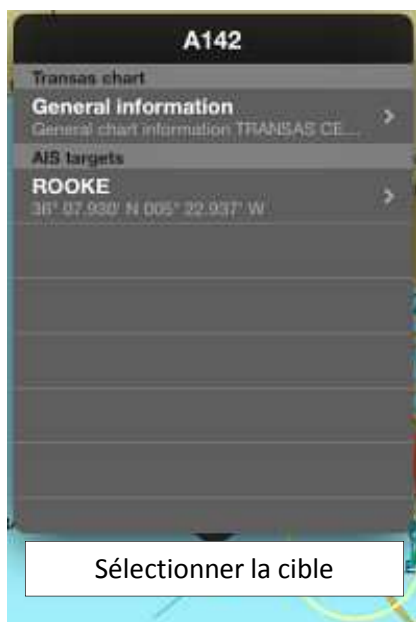 A142
Transas chart
General information
General chart information TRANSAS CE...
AIS targets
ROOKE
36° 07.930' N 005° 22.937' W
Sélectionner la cible